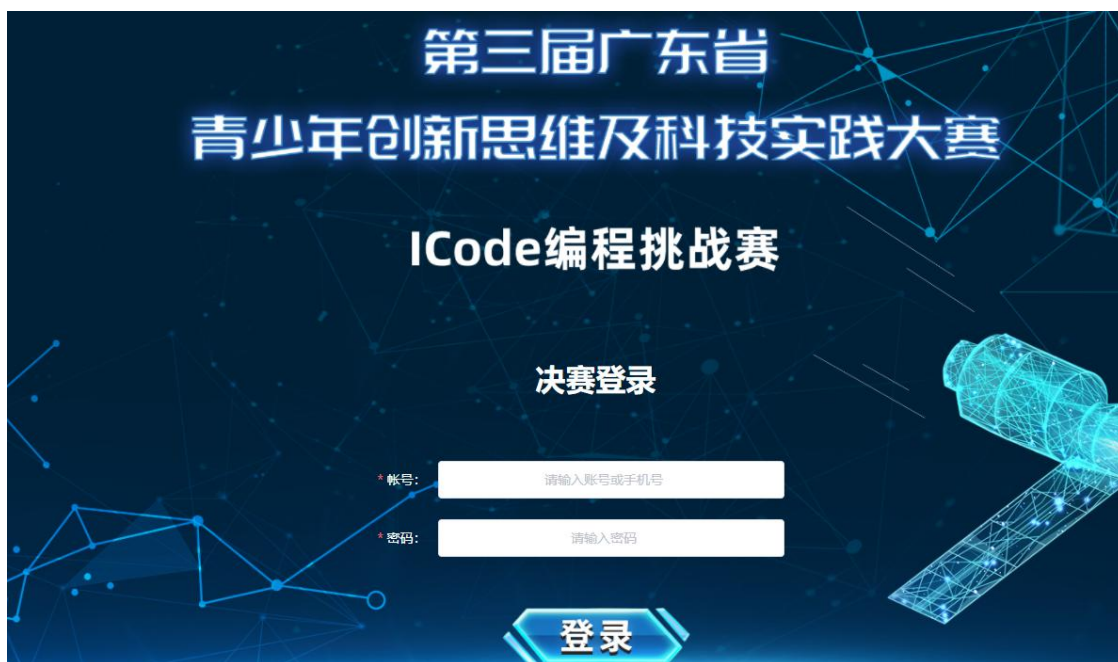 第三届广东省
青少年创新思维及科技实践大赛
ICode编程挑战赛
决赛登录
* 帐号： 请输入账号或手机号
* 密码： 请输入密码
登录